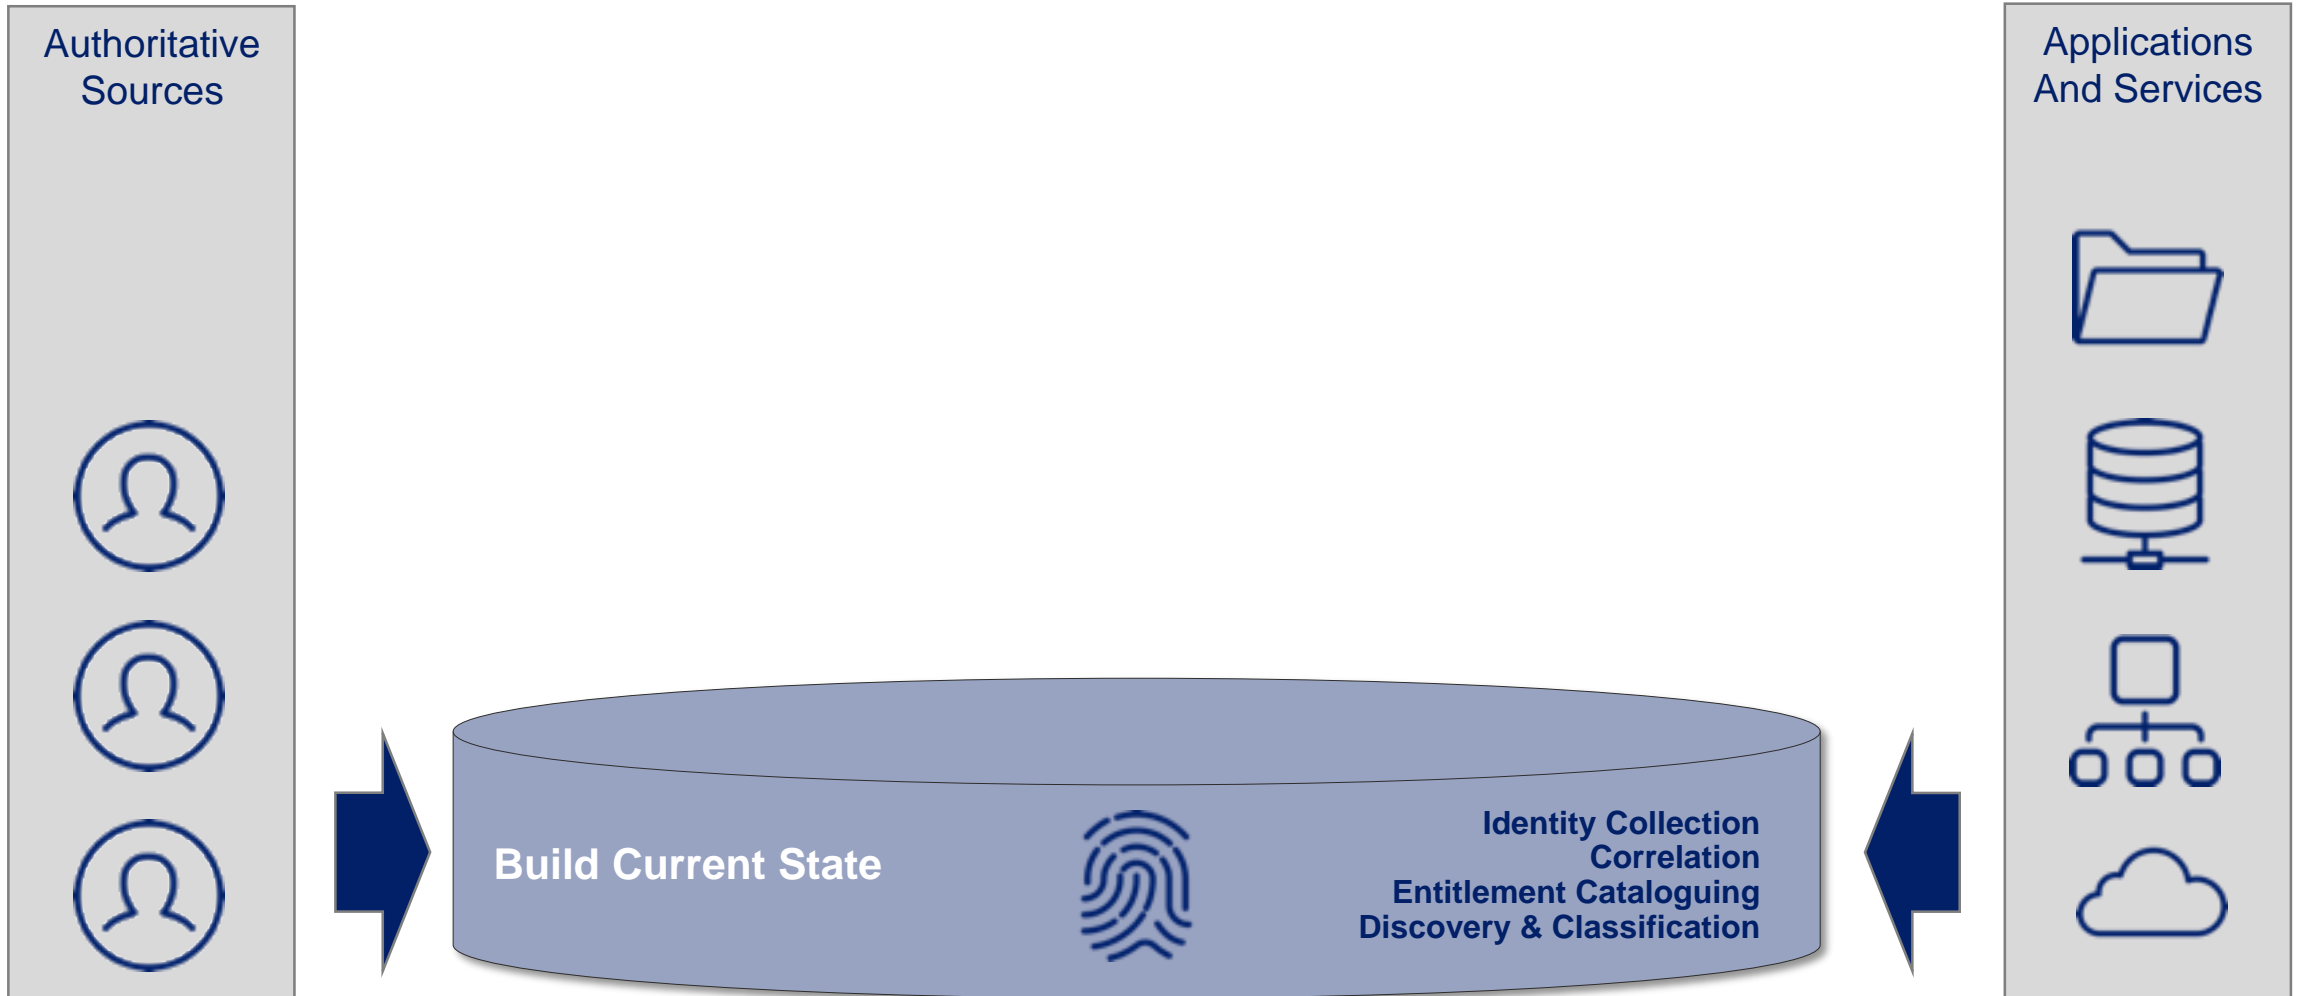 Authoritative
Sources
Applications
And Services
Build Current State
Identity Collection
Correlation
Entitlement Cataloguing
Discovery & Classification